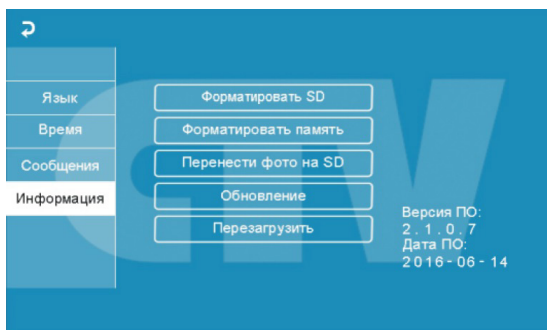 Язык
Время
Сообщения
Информация
Форматировать SD
Форматировать память
Перенести фото на SD
Обновление
Перезагрузить
Версия ПО:
2.1.0.7
Дата ПО:
2016-06-14